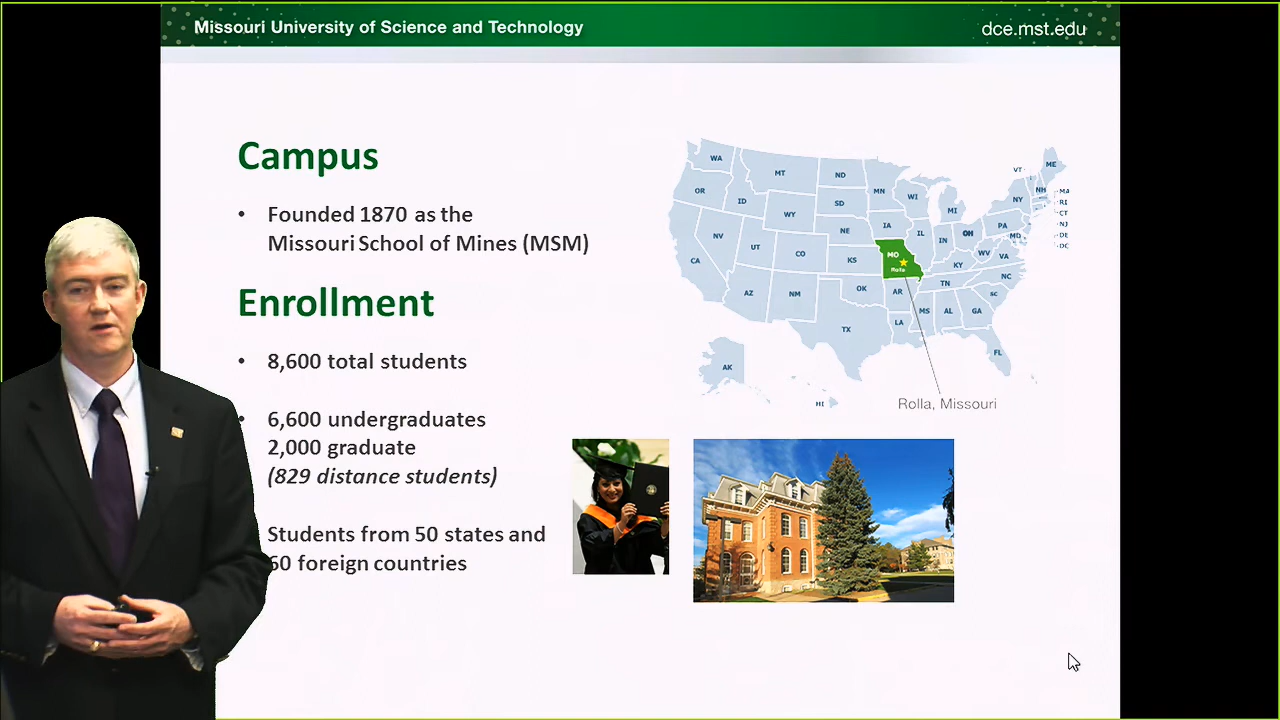 Missouri University of Science and Technology
dce.mst.edu
Campus
• Founded 1870 as the
Missouri School of Mines (MSM)
Enrollment
• 8,600 total students
• 6,600 undergraduates
2,000 graduate
(829 distance students)
Students from 50 states and
60 foreign countries
WA
MT
ND
MN
VT
ME
OR
ID
SD
WI
NY
NH
MA
WY
MI
RI
CT
NV
NE
IA
IL
IN
OH
PA
NJ
MD
DE
DC
UT
CO
KS
MO
Rolla
WV
VA
CA
KY
AZ
NM
OK
AR
TN
NC
SC
MS
AL
GA
TX
LA
FL
AK
HI
Rolla, Missouri